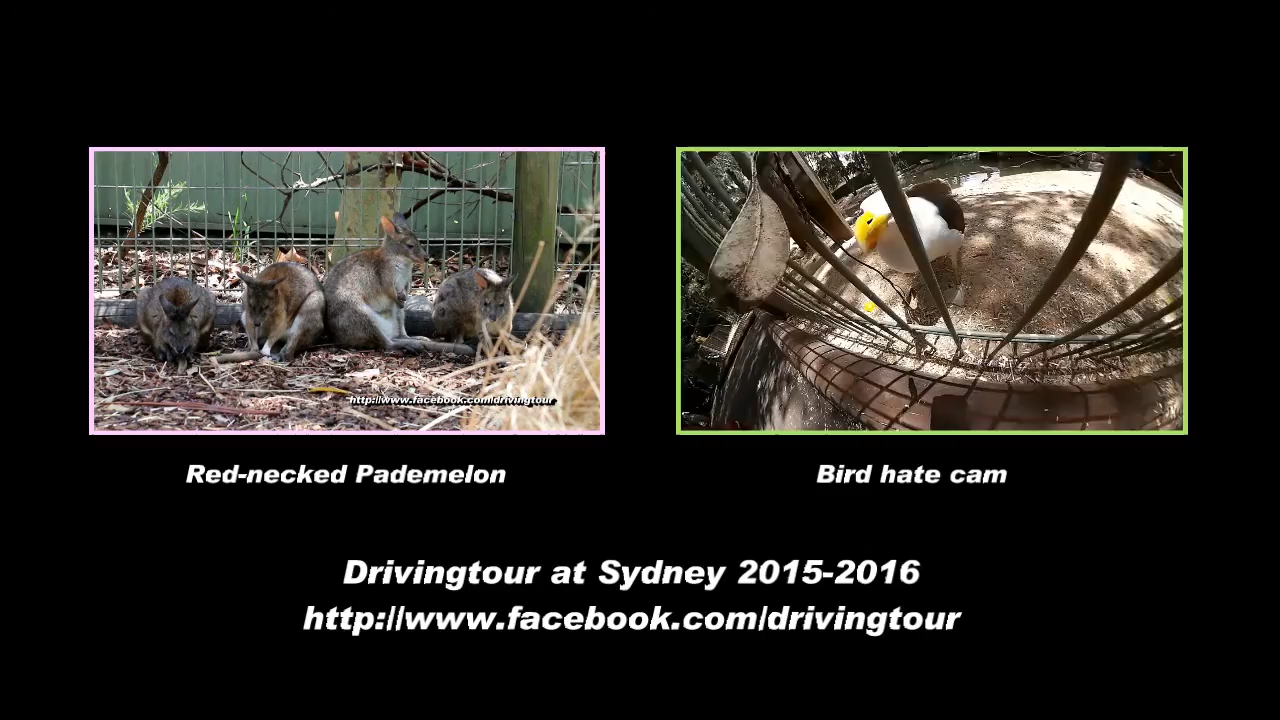 http://www.facebook.com/drivingtour
Red-necked Pademelon
Bird hate cam
Drivingtour at Sydney 2015-2016
http://www.facebook.com/drivingtour